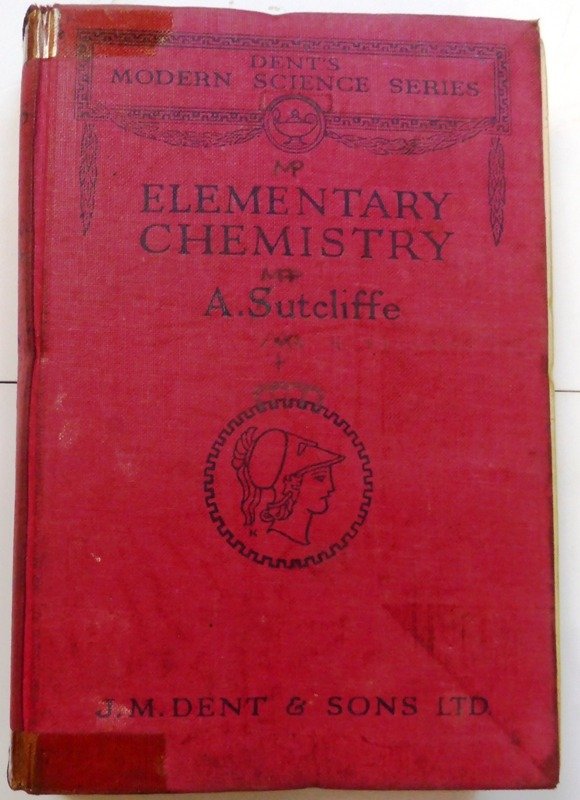 DENT'S
MODERN SCIENCE SERIES
ELEMENTARY
CHEMISTRY
A. Sutcliffe
K
J. M. DENT & SONS LTD